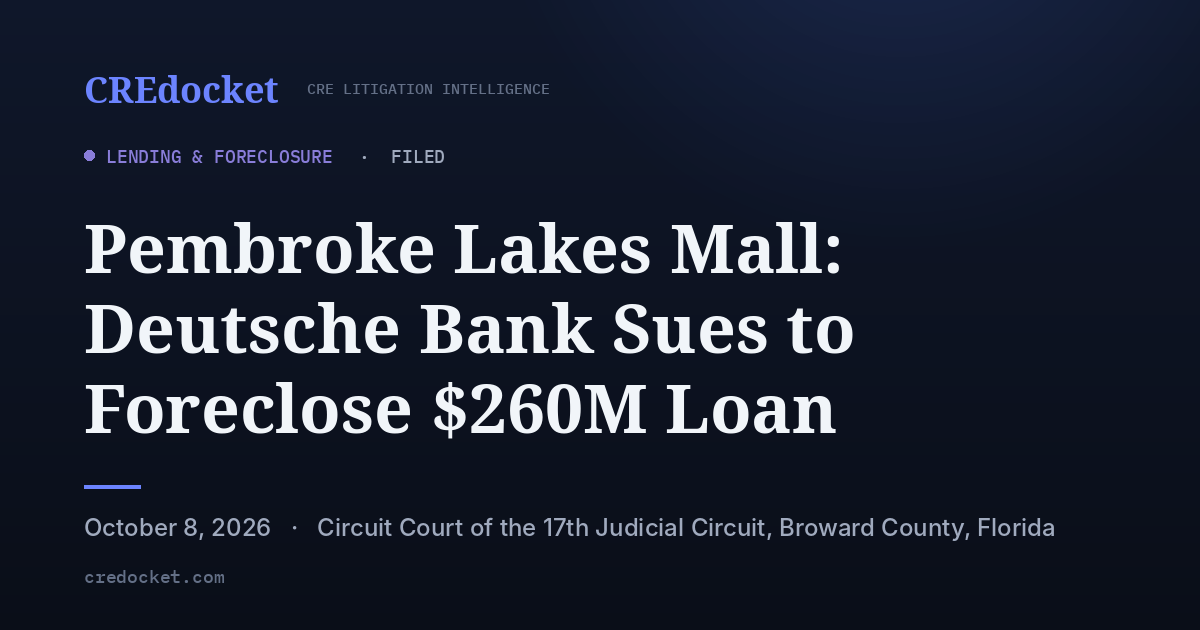 CREdocket CRE LITIGATION INTELLIGENCE
LENDING & FORECLOSURE · FILED
Pembroke Lakes Mall:
Deutsche Bank Sues to
Foreclose $260M Loan
October 8, 2026 · Circuit Court of the 17th Judicial Circuit, Broward County, Florida
credocket.com